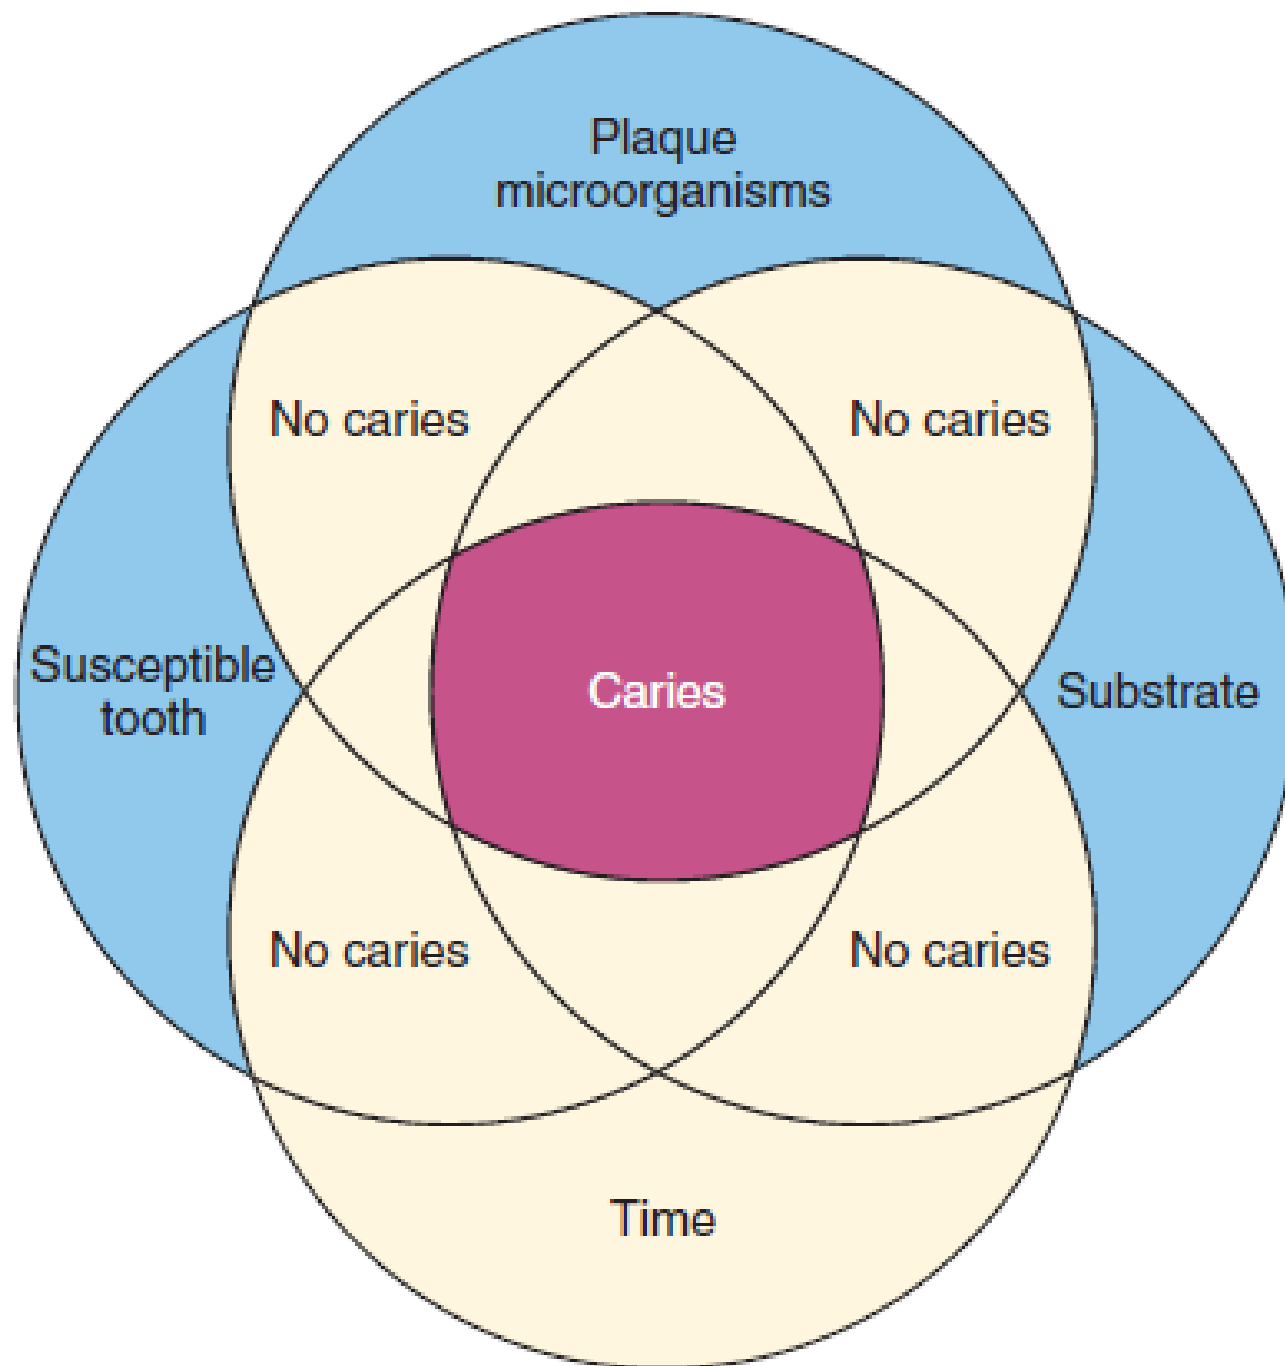 Plaque
microorganisms
No caries
No caries
Susceptible
tooth
Caries
Substrate
No caries
No caries
Time